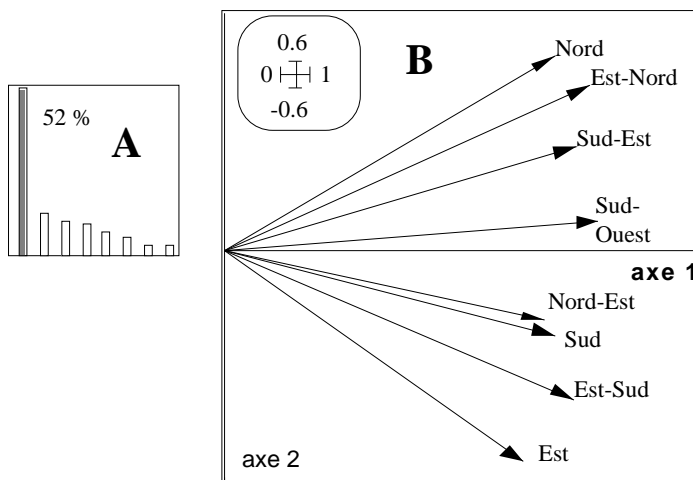 52 %
A
0.6
0 1
-0.6
B
Nord
Est-Nord
Sud-Est
Sud-
Ouest
axe 1
Nord-Est
Sud
Est-Sud
Est
axe 2